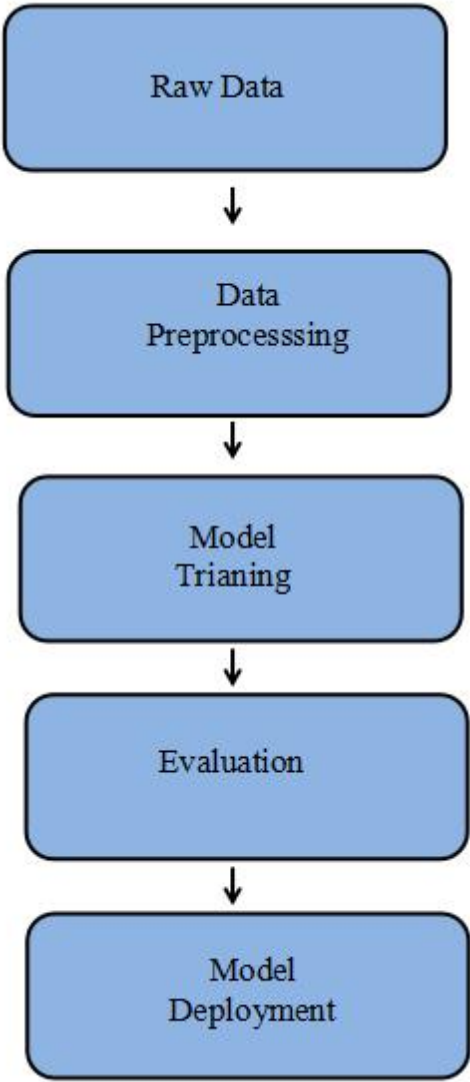 Raw Data
Data
Preprocesssing
Model
Trianing
Evaluation
Model
Deployment